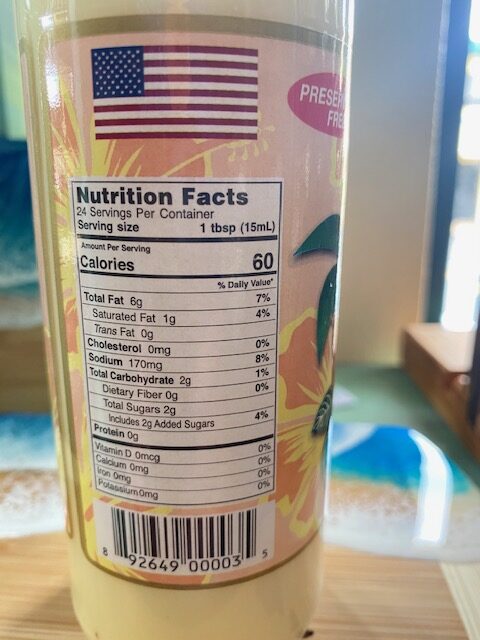 PRESER
FRE
Nutrition Facts
24 Servings Per Container
Serving size 1 tbsp (15mL)
Amount Per Serving
Calories 60
% Daily Value*
Total Fat 6g 7%
Saturated Fat 1g 4%
Trans Fat 0g
Cholesterol 0mg 0%
Sodium 170mg 8%
Total Carbohydrate 2g 1%
Dietary Fiber 0g 0%
Total Sugars 2g
Includes 2g Added Sugars 4%
Protein 0g
Vitamin D 0mcg 0%
Calcium 0mg 0%
Iron 0mg 0%
Potassium 0mg 0%
8 92649 00003 5